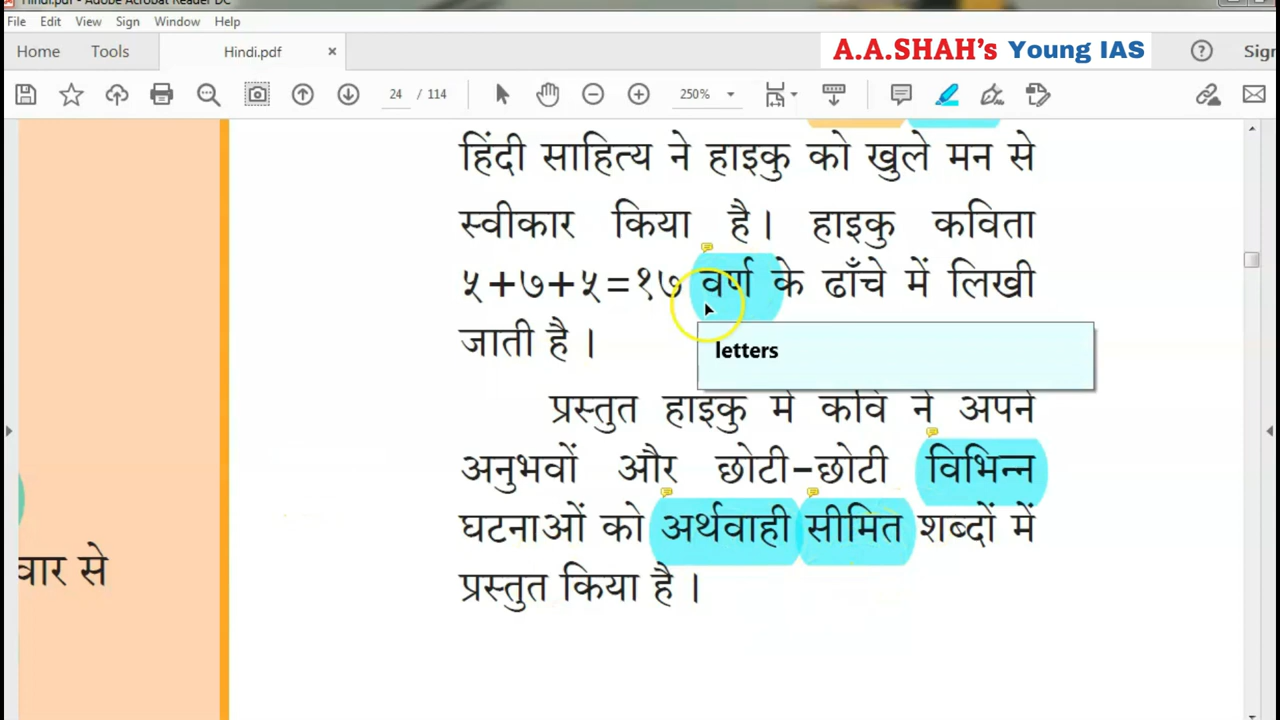 Hindi.pdf - Adobe Acrobat Reader DC
File Edit View Sign Window Help
Home Tools Hindi.pdf × A.A.SHAH's Young IAS ? Sign
24 / 114 250%
हिंदी साहित्य ने हाइकु को खुले मन से
स्वीकार किया है। हाइकु कविता
५+७+५=१७ वर्ण के ढाँचे में लिखी
जाती है ।
letters
प्रस्तुत हाइकु में कवि ने अपने
अनुभवों और छोटी-छोटी विभिन्न
घटनाओं को अर्थवाही सीमित शब्दों में
वार से
प्रस्तुत किया है ।